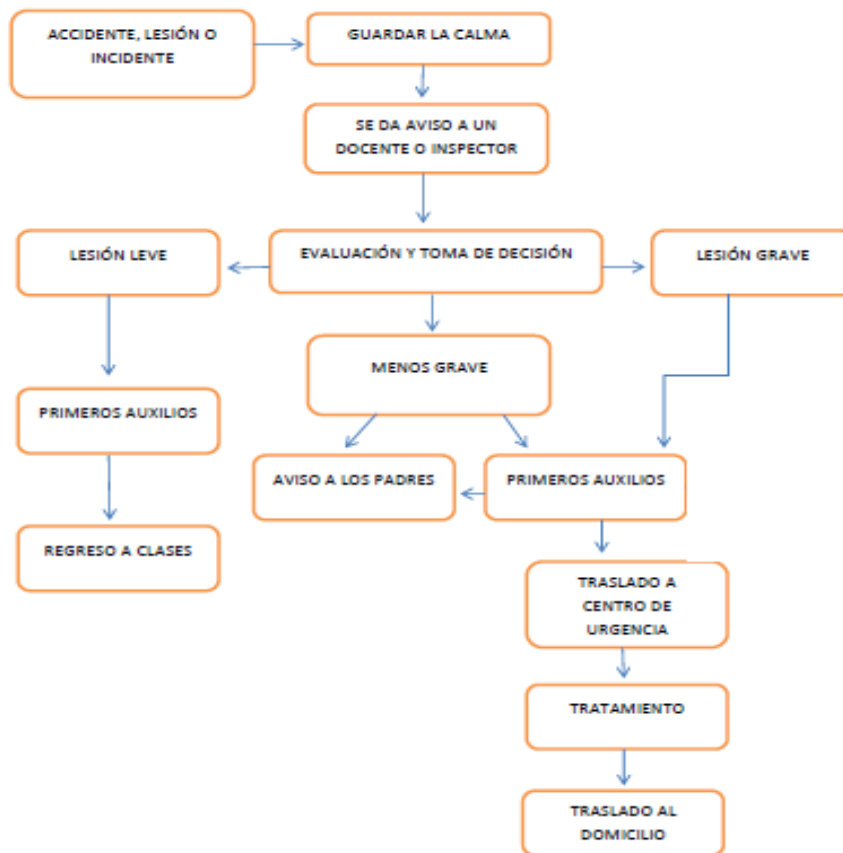 ACCIDENTE, LESIÓN O
INCIDENTE
GUARDAR LA CALMA
SE DA AVISO A UN
DOCENTE O INSPECTOR
LESIÓN LEVE
EVALUACIÓN Y TOMA DE DECISIÓN
LESIÓN GRAVE
MENOS GRAVE
PRIMEROS AUXILIOS
AVISO A LOS PADRES
PRIMEROS AUXILIOS
REGRESO A CLASES
TRASLADO A
CENTRO DE
URGENCIA
TRATAMIENTO
TRASLADO AL
DOMICILIO